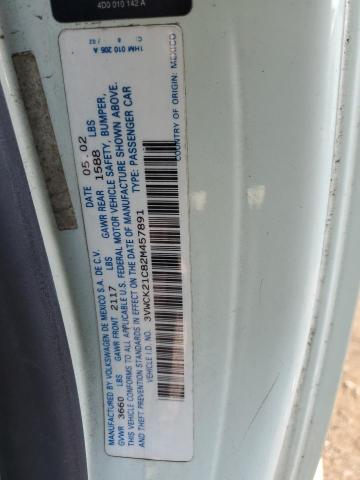 4D0 010 142 A
1HM 010 205 A
8 / 92
MANUFACTURED BY VOLKSWAGEN DE MEXICO S.A. DE C.V. DATE 05.02
GVWR 3660 LBS GAWR FRONT 2117 LBS GAWR REAR 1588 LBS
THIS VEHICLE CONFORMS TO ALL APPLICABLE U.S. FEDERAL MOTOR VEHICLE SAFETY, BUMPER,
AND THEFT PREVENTION STANDARDS IN EFFECT ON THE DATE OF MANUFACTURE SHOWN ABOVE.
VEHICLE I.D. NO. TYPE: PASSENGER CAR
3VWCK21C82M457891
COUNTRY OF ORIGIN: MEXICO